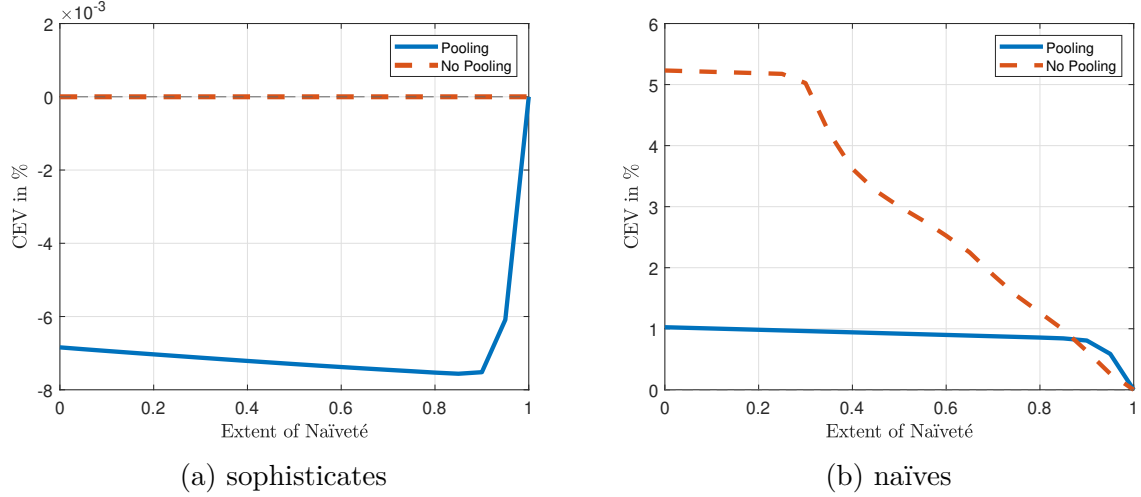 ×10⁻³
2
0
-2
-4
-6
-8
CEV in %
0 0.2 0.4 0.6 0.8 1
Extent of Naïveté
Pooling
No Pooling
(a) sophisticates
6
5
4
3
2
1
0
CEV in %
0 0.2 0.4 0.6 0.8 1
Extent of Naïveté
Pooling
No Pooling
(b) naïves